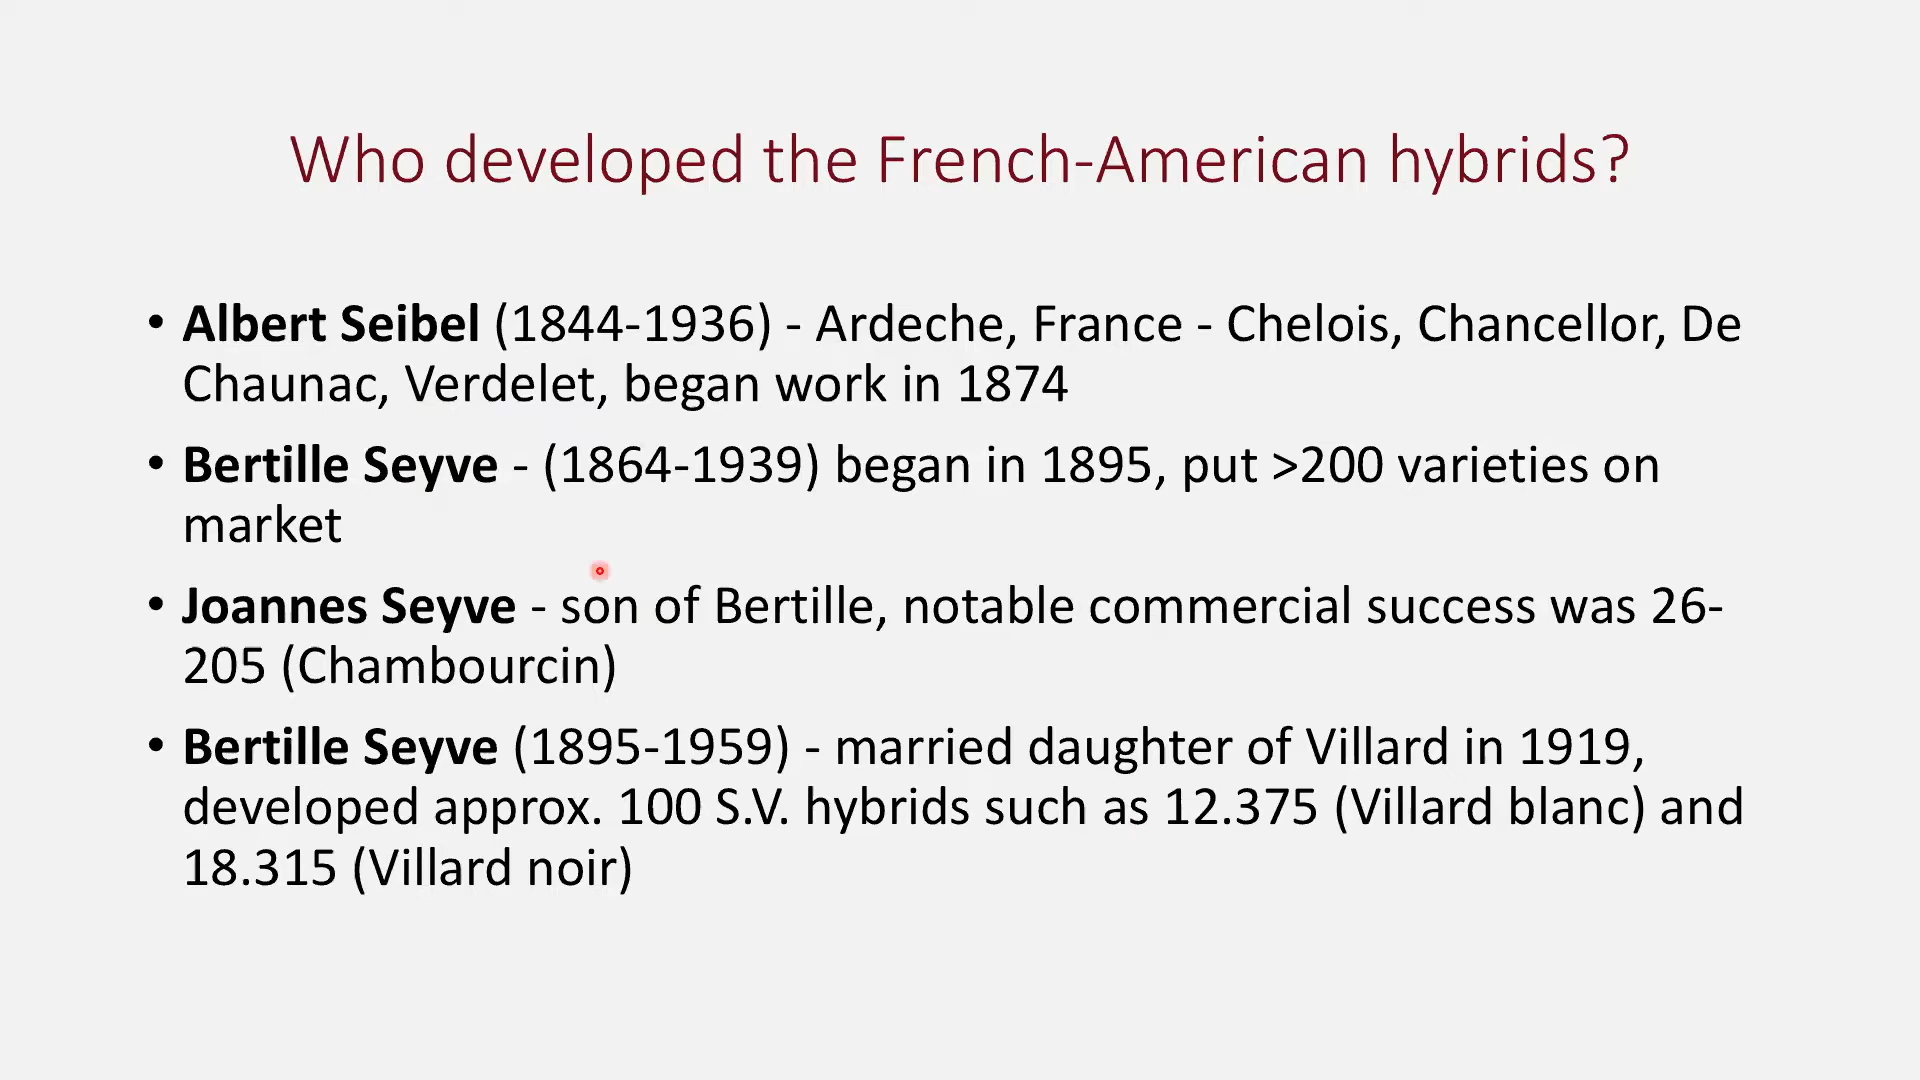 Who developed the French-American hybrids?
• Albert Seibel (1844-1936) - Ardeche, France - Chelois, Chancellor, De
Chaunac, Verdelet, began work in 1874
• Bertille Seyve - (1864-1939) began in 1895, put >200 varieties on
market
• Joannes Seyve - son of Bertille, notable commercial success was 26-
205 (Chambourcin)
• Bertille Seyve (1895-1959) - married daughter of Villard in 1919,
developed approx. 100 S.V. hybrids such as 12.375 (Villard blanc) and
18.315 (Villard noir)